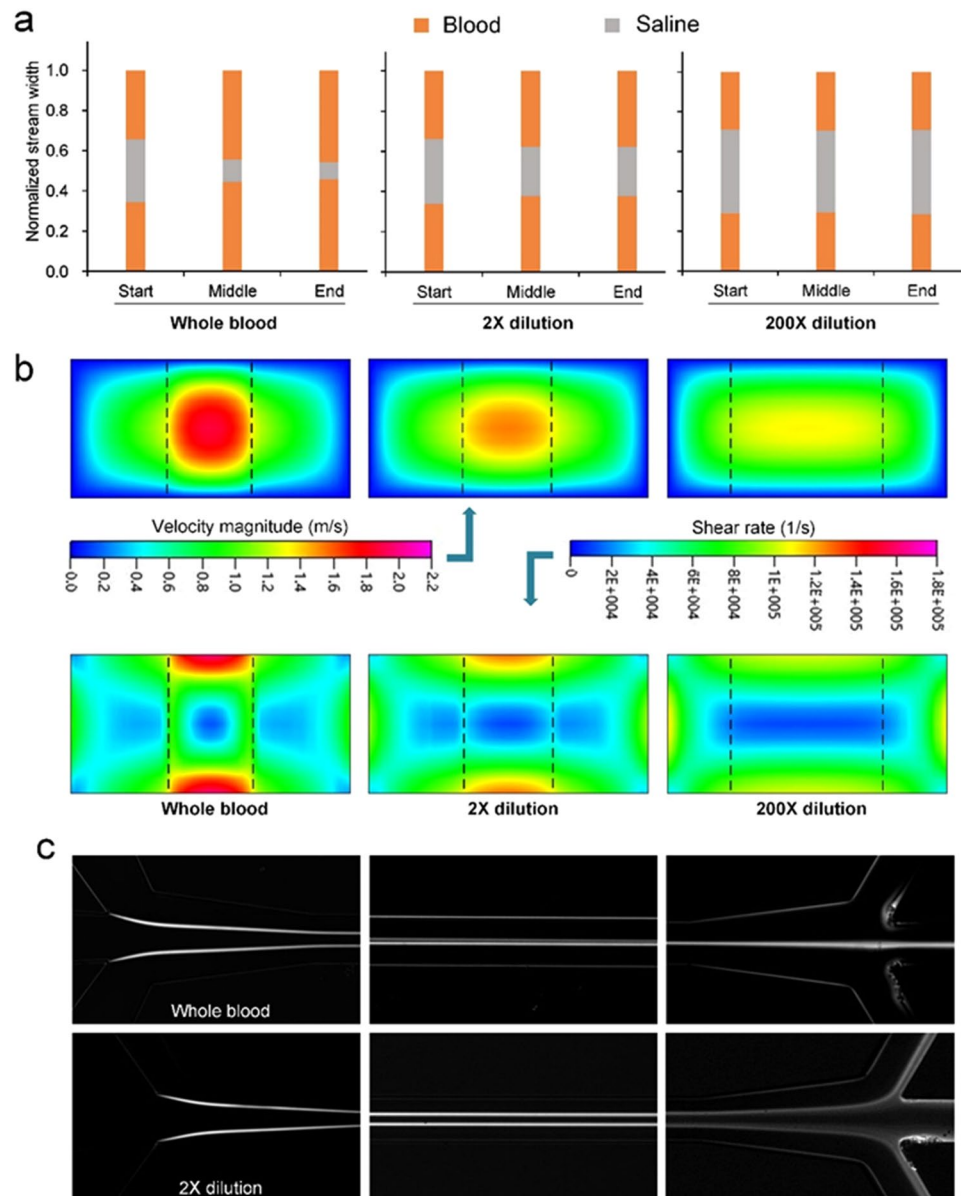 a
Blood Saline
Normalized stream width
1.0
0.8
0.6
0.4
0.2
0.0
Start Middle End Start Middle End Start Middle End
Whole blood 2X dilution 200X dilution
b
Velocity magnitude (m/s) Shear rate (1/s)
0.0 0.2 0.4 0.6 0.8 1.0 1.2 1.4 1.6 1.8 2.0 2.2
0 2E+004 4E+004 6E+004 8E+004 1E+005 1.2E+005 1.4E+005 1.6E+005 1.8E+005
Whole blood 2X dilution 200X dilution
c
Whole blood
2X dilution